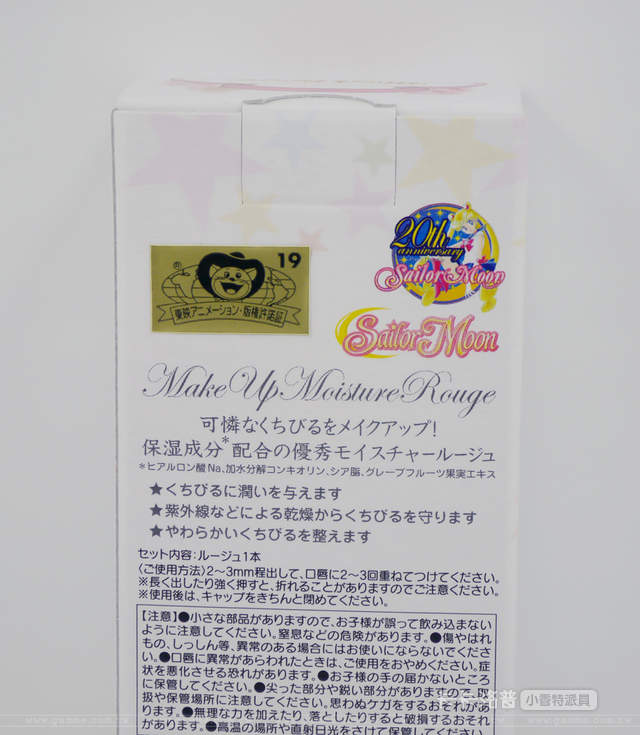 19
®
東映アニメーション・版権許諾証
20th
anniversary
Sailor Moon
Sailor Moon
Make Up Moisture Rouge
可憐なくちびるをメイクアップ!
保湿成分*配合の優秀モイスチャールージュ
*ヒアルロン酸Na、加水分解コンキオリン、シア脂、グレープフルーツ果実エキス
★くちびるに潤いを与えます
★紫外線などによる乾燥からくちびるを守ります
★やわらかいくちびるを整えます
セット内容:ルージュ1本
〈ご使用方法〉2〜3mm程出して、口唇に2〜3回重ねてつけてください。
※長く出したり強く押すと、折れることがありますのでご注意ください。
※使用後は、キャップをきちんと閉めてください。
【注意】●小さな部品がありますので、お子様が誤って飲み込まない
ように注意してください。窒息などの危険があります。●傷やはれ
もの、しっしん等、異常のある場合にはお使いにならないでくださ
い。●口唇に異常があらわれたときは、ご使用をおやめください。症
状を悪化させる恐れがあります。●お子様の手の届かないところ
に保管してください。●尖った部分や鋭い部分がありますので、取
扱や保管場所に注意してください。思わぬケガをするおそれがあ
ります。●無理な力を加えたり、落としたりすると破損するおそれ
があります。●高温の場所や直射日光をさけて保管してください。
小雪特派員